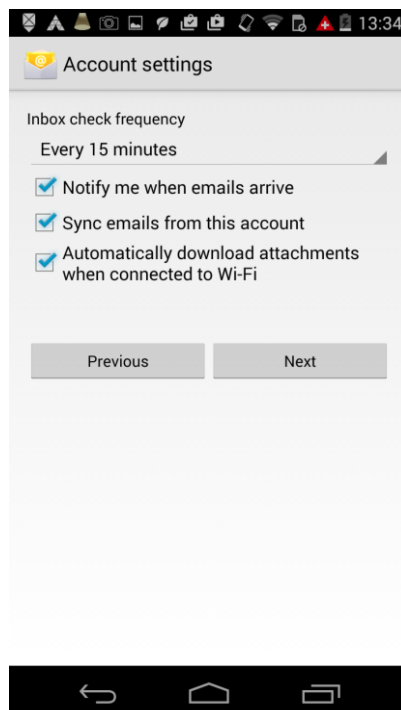 13:34
Account settings
Inbox check frequency
Every 15 minutes
Notify me when emails arrive
Sync emails from this account
Automatically download attachments
when connected to Wi-Fi
Previous
Next